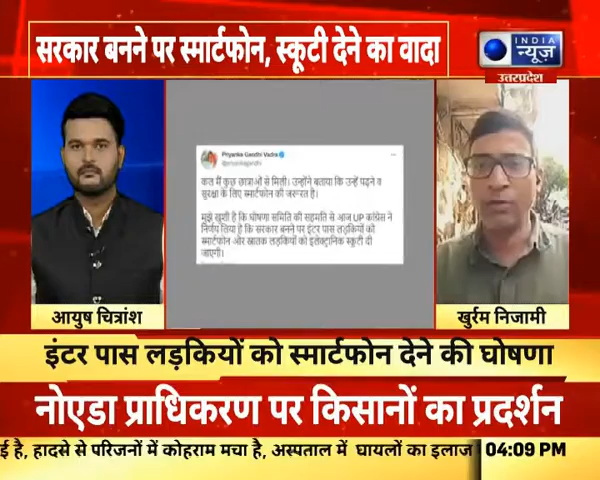 सरकार बनने पर स्मार्टफोन, स्कूटी देने का वादा
INDIA
न्यूज़
उत्तरप्रदेश
Priyanka Gandhi Vadra
@priyankagandhi
कल मैं कुछ छात्राओं से मिली। उन्होंने बताया कि उन्हें पढ़ने व
सुरक्षा के लिए स्मार्टफोन की जरूरत है।
मुझे खुशी है कि घोषणा समिति की सहमति से आज UP कांग्रेस ने
निर्णय लिया है कि सरकार बनने पर इंटर पास लड़कियों को
स्मार्टफोन और स्नातक लड़कियों को इलेक्ट्रानिक स्कूटी दी
जाएगी।
आयुष चित्रांश
खुर्रम निजामी
इंटर पास लड़कियों को स्मार्टफोन देने की घोषणा
नोएडा प्राधिकरण पर किसानों का प्रदर्शन
ई है, हादसे से परिजनों में कोहराम मचा है, अस्पताल में घायलों का इलाज
04:09 PM